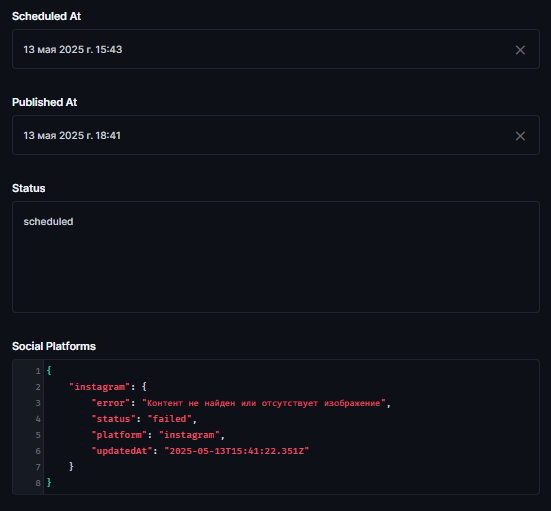 Scheduled At
13 мая 2025 г. 15:43
Published At
13 мая 2025 г. 18:41
Status
scheduled
Social Platforms
1 {
2 "instagram": {
3 "error": "Контент не найден или отсутствует изображение",
4 "status": "failed",
5 "platform": "instagram",
6 "updatedAt": "2025-05-13T15:41:22.351Z"
7 }
8 }